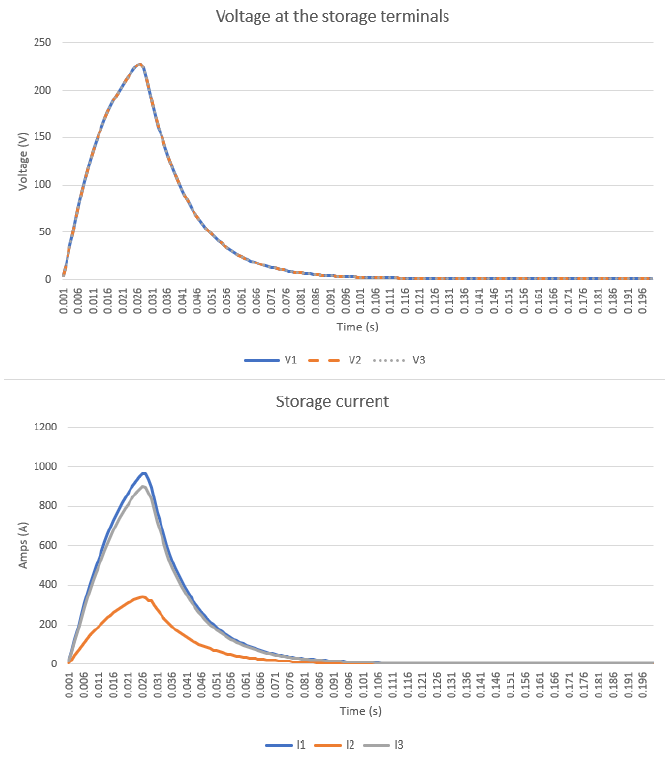 Voltage at the storage terminals
250
200
150
100
50
0
Voltage (V)
0.001 0.006 0.011 0.016 0.021 0.026 0.031 0.036 0.041 0.046 0.051 0.056 0.061 0.066 0.071 0.076 0.081 0.086 0.091 0.096 0.101 0.106 0.111 0.116 0.121 0.126 0.131 0.136 0.141 0.146 0.151 0.156 0.161 0.166 0.171 0.176 0.181 0.186 0.191 0.196
Time (s)
V1 V2 V3
Storage current
1200
1000
800
600
400
200
0
Amps (A)
0.001 0.006 0.011 0.016 0.021 0.026 0.031 0.036 0.041 0.046 0.051 0.056 0.061 0.066 0.071 0.076 0.081 0.086 0.091 0.096 0.101 0.106 0.111 0.116 0.121 0.126 0.131 0.136 0.141 0.146 0.151 0.156 0.161 0.166 0.171 0.176 0.181 0.186 0.191 0.196
Time (s)
I1 I2 I3